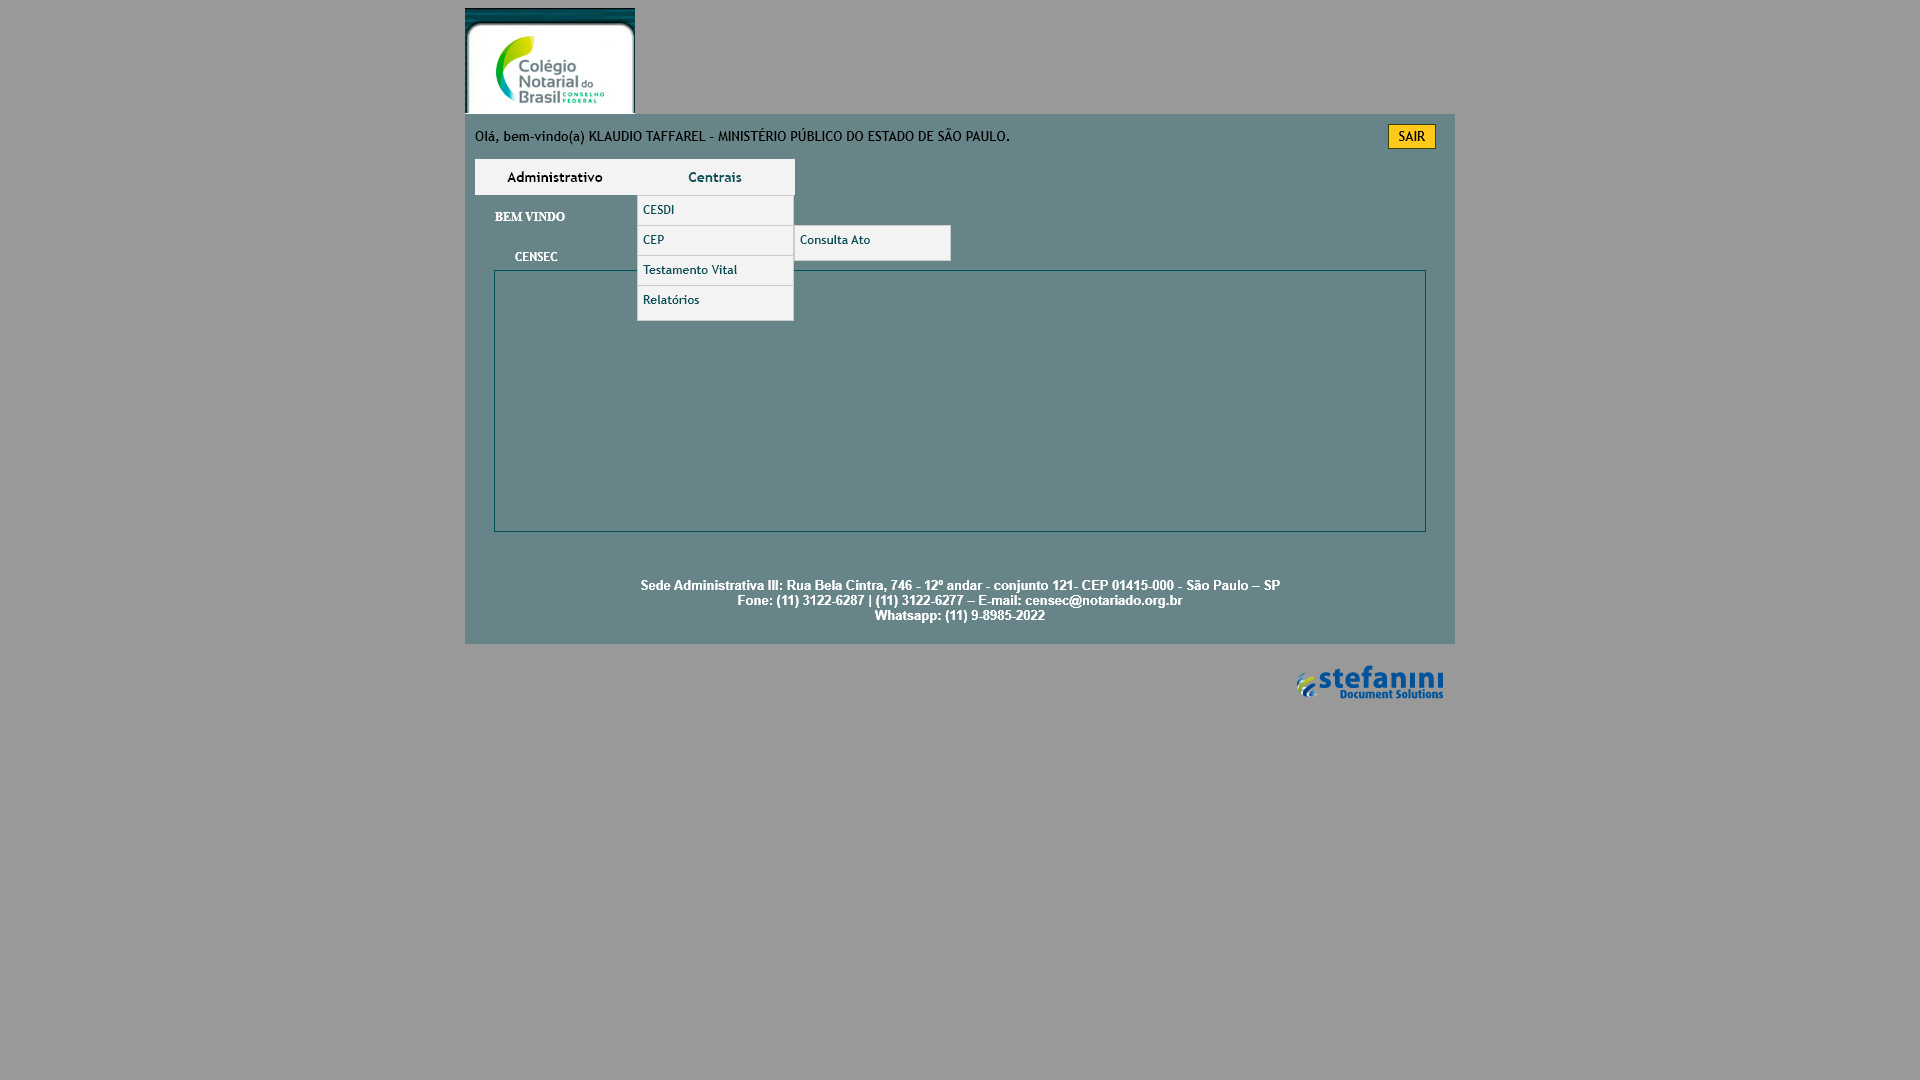 Colégio
Notarial do
Brasil CONSELHO
FEDERAL
Olá, bem-vindo(a) KLAUDIO TAFFAREL - MINISTÉRIO PÚBLICO DO ESTADO DE SÃO PAULO.
SAIR
Administrativo
Centrais
CESDI
BEM VINDO
CEP
Consulta Ato
CENSEC
Testamento Vital
Relatórios
Sede Administrativa III: Rua Bela Cintra, 746 - 12º andar - conjunto 121- CEP 01415-000 - São Paulo – SP
Fone: (11) 3122-6287 | (11) 3122-6277 – E-mail: censec@notariado.org.br
Whatsapp: (11) 9-8985-2022
stefanini
Document Solutions